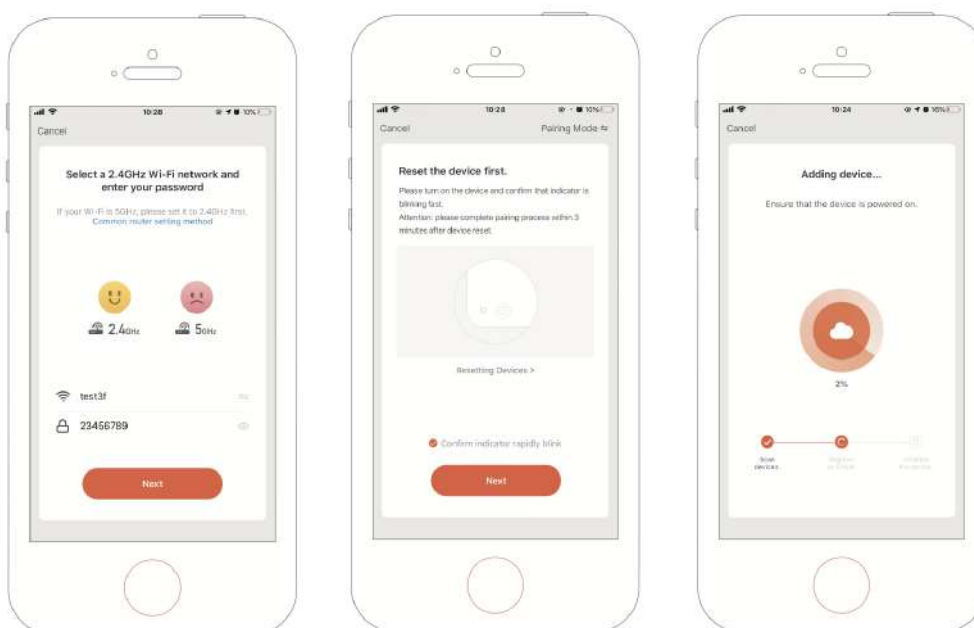 10:28
10%
Cancel
Select a 2.4GHz Wi-Fi network and
enter your password
If your Wi-Fi is 5GHz, please set it to 2.4GHz first.
Common router setting method
2.4GHz
5GHz
test3f
23456789
Next
10:28
10%
Cancel
Pairing Mode
Reset the device first.
Please turn on the device and confirm that indicator is
blinking fast.
Attention: please complete pairing process within 3
minutes after device reset.
Resetting Devices >
Confirm indicator rapidly blink
Next
10:24
Cancel
Adding device...
Ensure that the device is powered on.
2%
Scan
devices